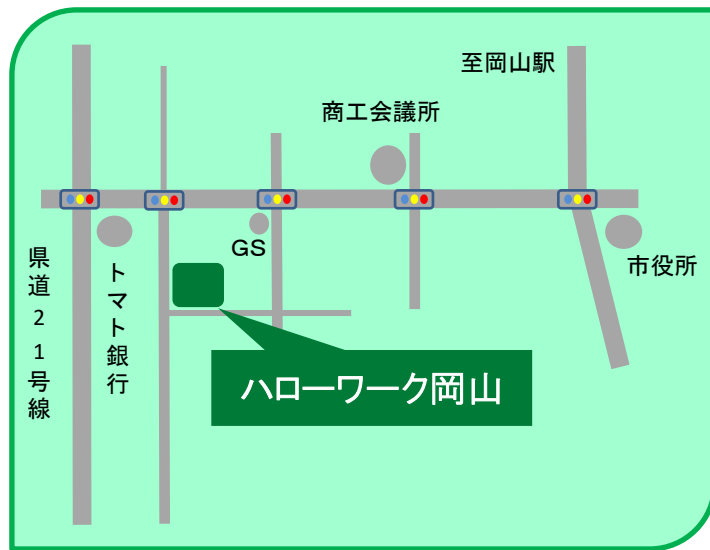 至岡山駅
商工会議所
GS
市役所
県道21号線
トマト銀行
ハローワーク岡山